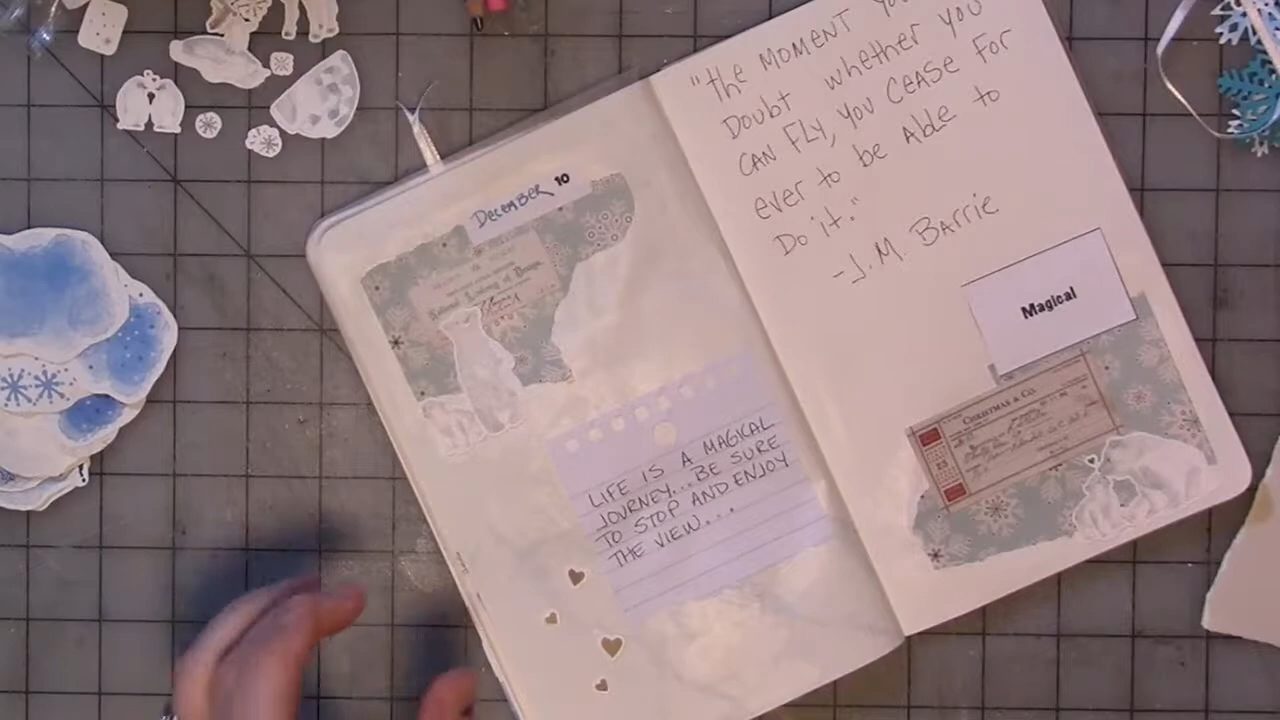 December 10
LIFE IS A MAGICAL
JOURNEY...BE SURE
TO STOP AND ENJOY
THE VIEW...
"The MOMENT
Doubt whether you
CAN FLY, you CEASE For
ever to be Able to
Do it."
-J. M. Barrie
Magical
CHRISTMAS & CO.
25